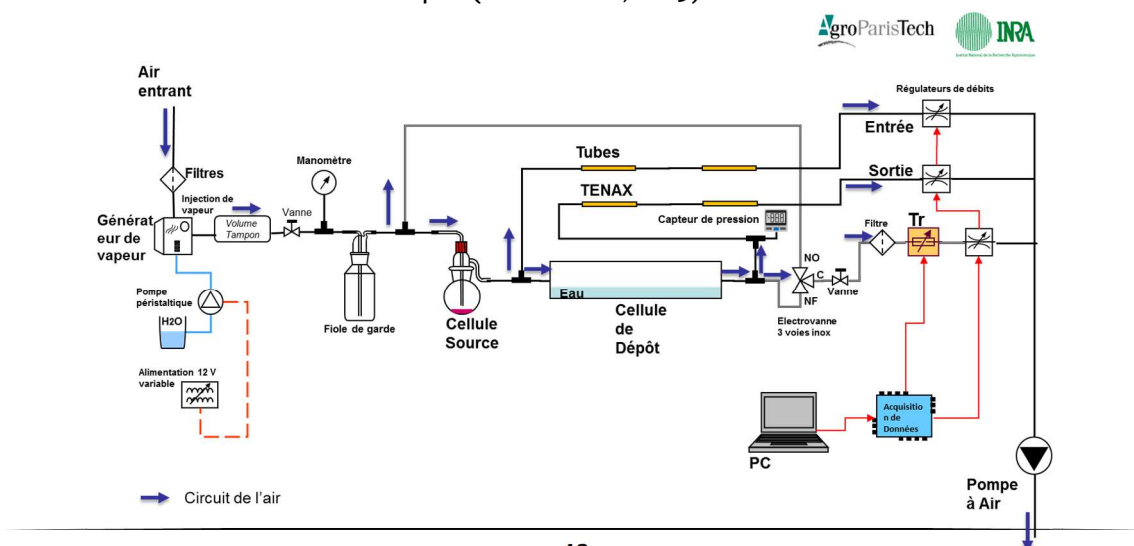 AgroParisTech
INRA
Air
entrant
Régulateurs de débits
Entrée
Filtres
Manomètre
Tubes
Sortie
Injection de
vapeur
Vanne
TENAX
Générat
eur de
vapeur
Volume
Tampon
Capteur de pression
Filtre
Tr
NO
C
Vanne
NF
Eau
Pompe
péristaltique
H2O
Fiole de garde
Cellule
Source
Cellule
de
Dépôt
Electrovanne
3 voies inox
Alimentation 12 V
variable
Acquisitio
n de
Données
PC
Pompe
à Air
Circuit de l'air